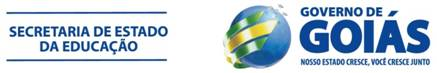 SECRETARIA DE ESTADO
DA EDUCAÇÃO
GOVERNO DE
GOIÁS
NOSSO ESTADO CRESCE, VOCÊ CRESCE JUNTO